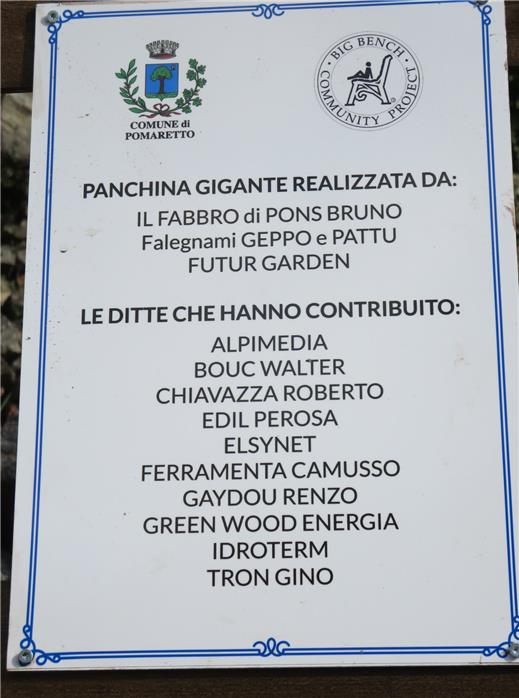 COMUNE di
POMARETTO
BIG BENCH
COMMUNITY PROJECT
PANCHINA GIGANTE REALIZZATA DA:
IL FABBRO di PONS BRUNO
Falegnami GEPPO e PATTU
FUTUR GARDEN
LE DITTE CHE HANNO CONTRIBUITO:
ALPIMEDIA
BOUC WALTER
CHIAVAZZA ROBERTO
EDIL PEROSA
ELSYNET
FERRAMENTA CAMUSSO
GAYDOU RENZO
GREEN WOOD ENERGIA
IDROTERM
TRON GINO